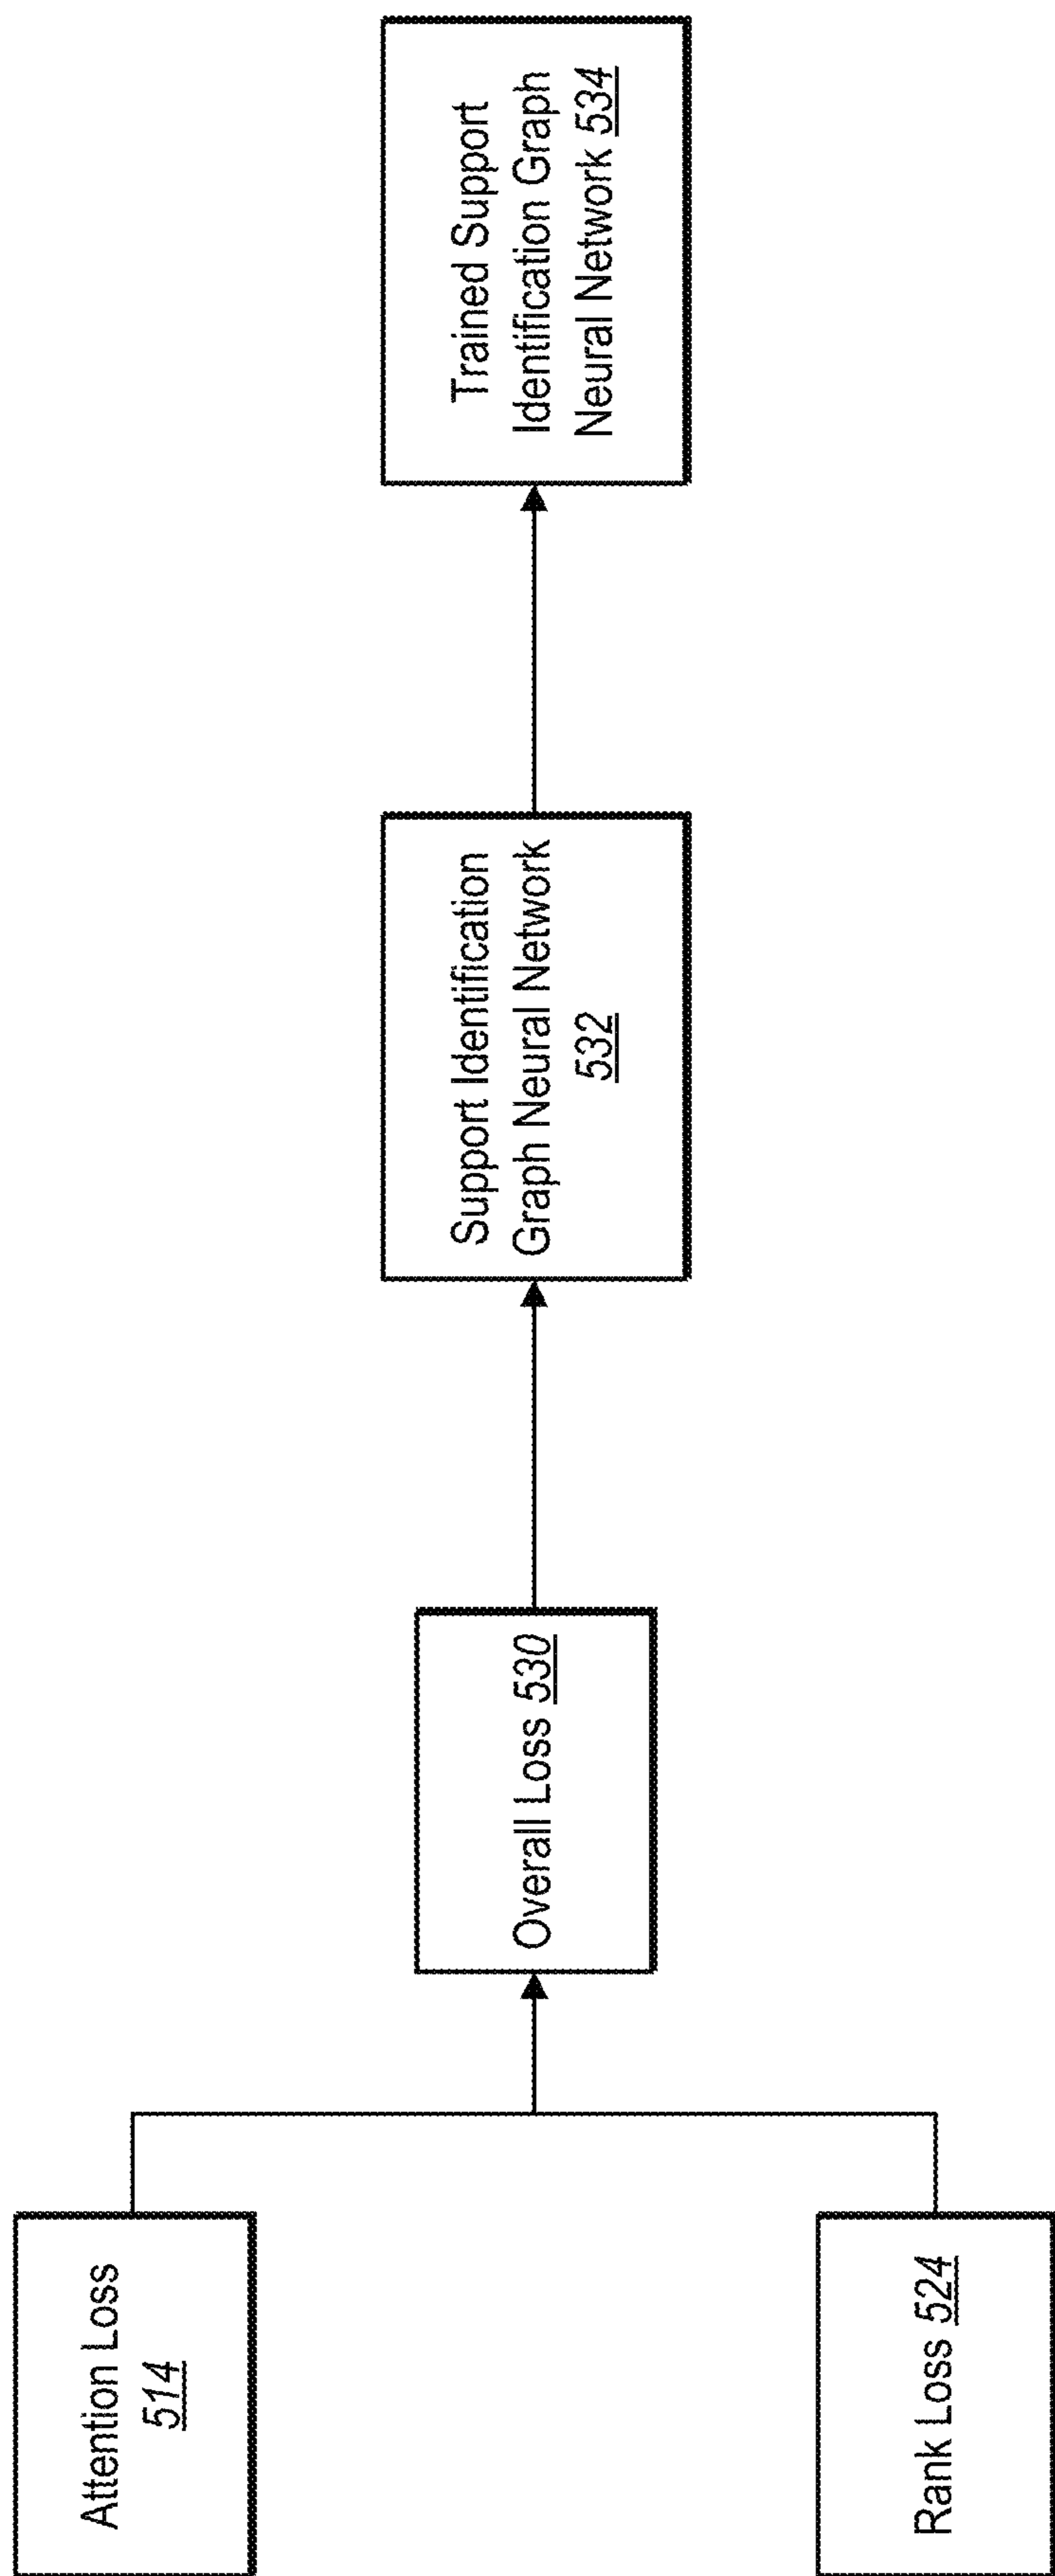 Attention Loss
514
Rank Loss 524
Overall Loss 530
Support Identification
Graph Neural Network
532
Trained Support
Identification Graph
Neural Network 534